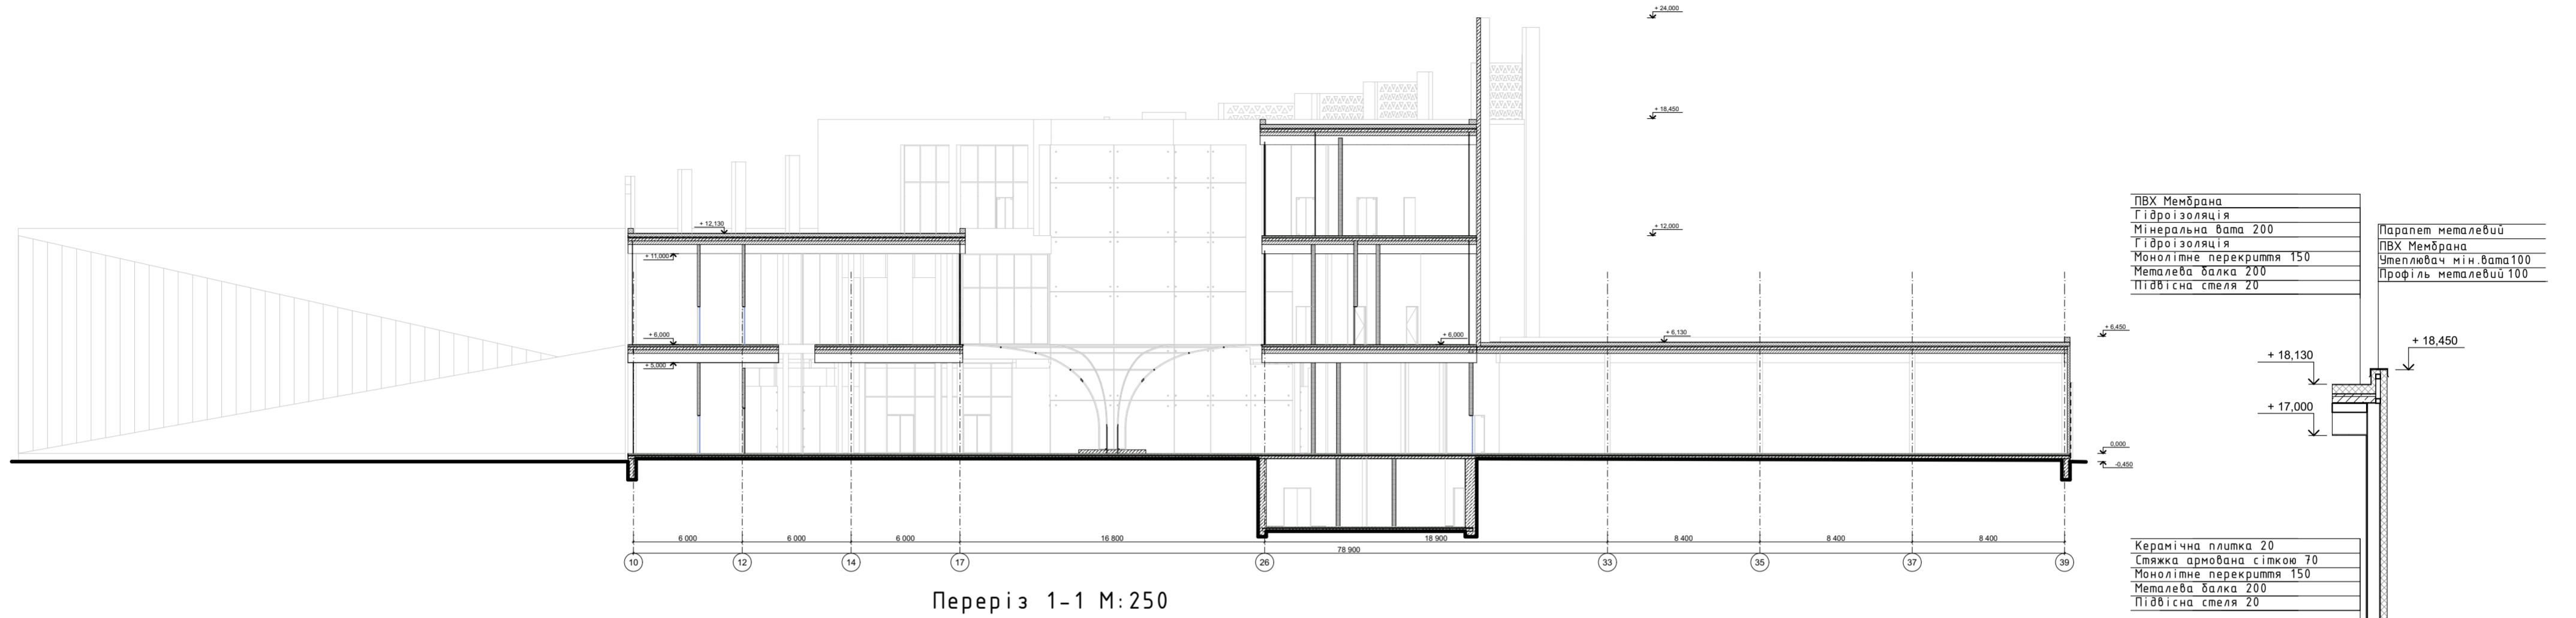 + 24,000
+ 18,450
+ 12,130
+ 12,000
+ 11,000
+ 6,000
+ 6,000
+ 6,130
+ 6,450
+ 5,000
0,000
-0,450
ПВХ Мембрана
Гідроізоляція
Мінеральна вата 200
Гідроізоляція
Монолітне перекриття 150
Металева балка 200
Підвісна стеля 20
Парапет металевий
ПВХ Мембрана
Утеплювач мін.вата100
Профіль металевий 100
+ 18,450
+ 18,130
+ 17,000
6 000
6 000
6 000
16 800
18 900
8 400
8 400
8 400
78 900
10
12
14
17
26
33
35
37
39
Переріз 1-1 М:250
Керамічна плитка 20
Стяжка армована сіткою 70
Монолітне перекриття 150
Металева балка 200
Підвісна стеля 20